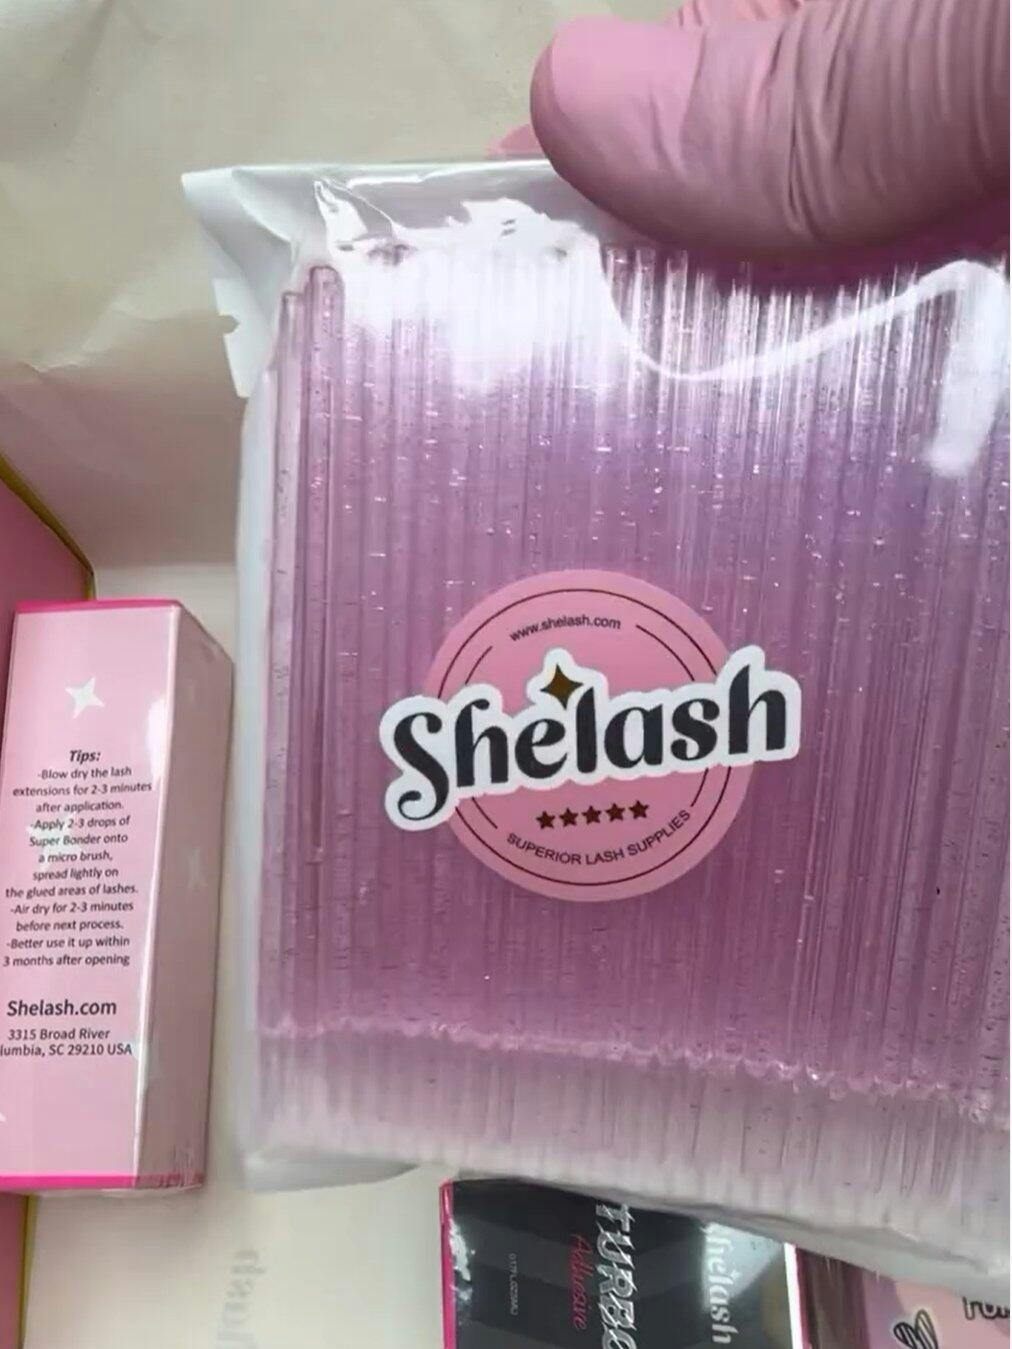 www.shelash.com
Shelash
SUPERIOR LASH SUPPLIES
Tips:
-Blow dry the lash
extensions for 2-3 minutes
after application.
-Apply 2-3 drops of
Super Bonder onto
a micro brush,
spread lightly on
the glued areas of lashes.
-Air dry for 2-3 minutes
before next process.
-Better use it up within
3 months after opening
Shelash.com
3315 Broad River
lumbia, SC 29210 USA
Shelash
TURBO
Adhesive